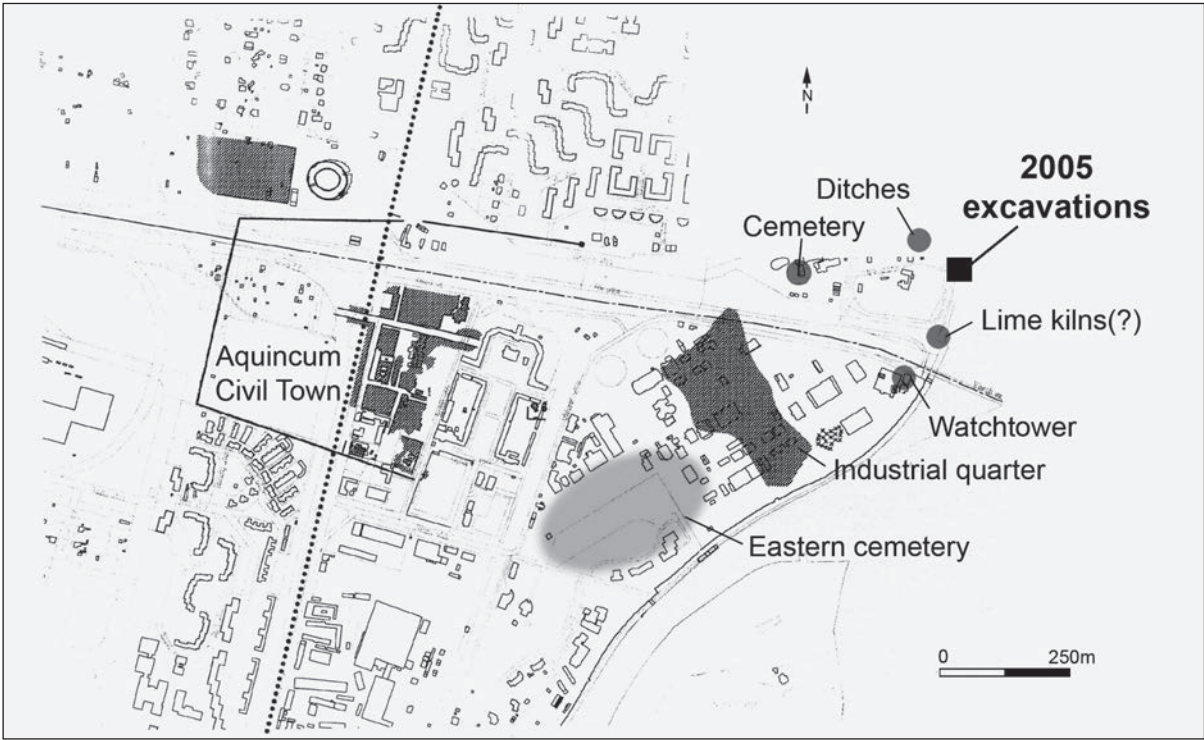 N
2005
excavations
Ditches
Cemetery
Lime kilns(?)
Aquincum
Civil Town
Watchtower
Industrial quarter
Eastern cemetery
0 250m